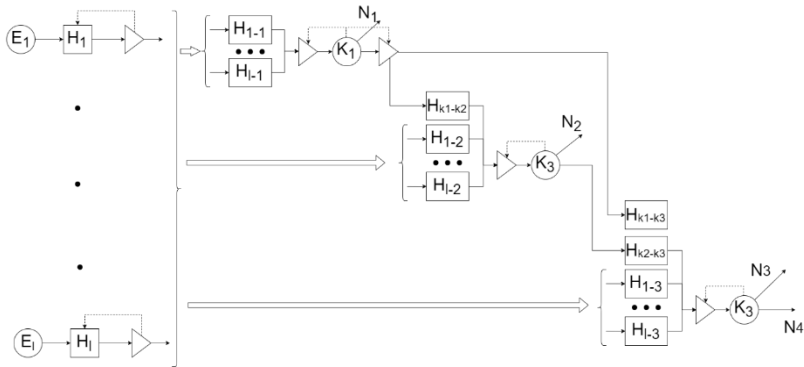 E1
H1
H1-1
Hl-1
K1
N1
Hk1-k2
H1-2
Hl-2
K3
N2
Hk1-k3
Hk2-k3
H1-3
Hl-3
K3
N3
N4
El
Hl